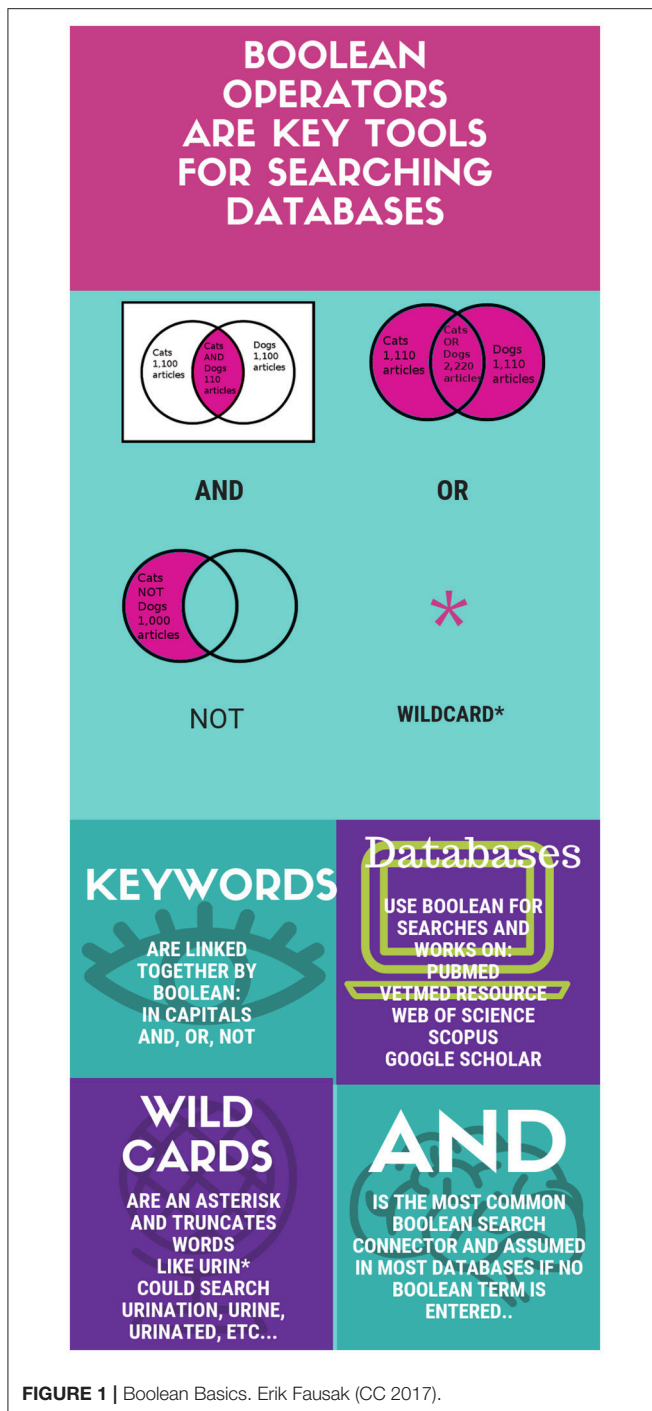 BOOLEAN
OPERATORS
ARE KEY TOOLS
FOR SEARCHING
DATABASES
Cats
1,100
articles
Cats
AND
Dogs
110
articles
Dogs
1,100
articles
AND
Cats
1,110
articles
Cats
OR
Dogs
2,220
articles
Dogs
1,110
articles
OR
Cats
NOT
Dogs
1,000
articles
NOT
*
WILDCARD*
KEYWORDS
ARE LINKED
TOGETHER BY
BOOLEAN:
IN CAPITALS
AND, OR, NOT
Databases
USE BOOLEAN FOR
SEARCHES AND
WORKS ON:
PUBMED
VETMED RESOURCE
WEB OF SCIENCE
SCOPUS
GOOGLE SCHOLAR
WILD
CARDS
ARE AN ASTERISK
AND TRUNCATES
WORDS
LIKE URIN*
COULD SEARCH
URINATION, URINE,
URINATED, ETC...
AND
IS THE MOST COMMON
BOOLEAN SEARCH
CONNECTOR AND ASSUMED
IN MOST DATABASES IF NO
BOOLEAN TERM IS
ENTERED..
FIGURE 1 | Boolean Basics. Erik Fausak (CC 2017).